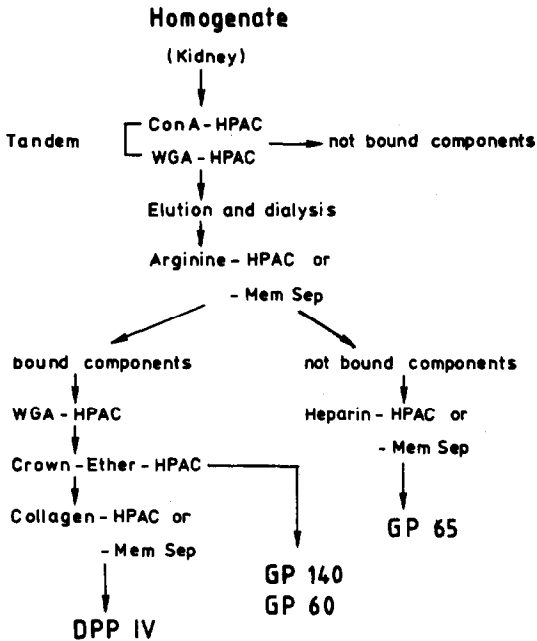 Homogenate
(Kidney)
Tandem
ConA-HPAC
WGA-HPAC
not bound components
Elution and dialysis
Arginine-HPAC or
-Mem Sep
bound components
not bound components
WGA-HPAC
Heparin-HPAC or
-Mem Sep
Crown-Ether-HPAC
Collagen-HPAC or
-Mem Sep
GP 65
GP 140
GP 60
DPP IV